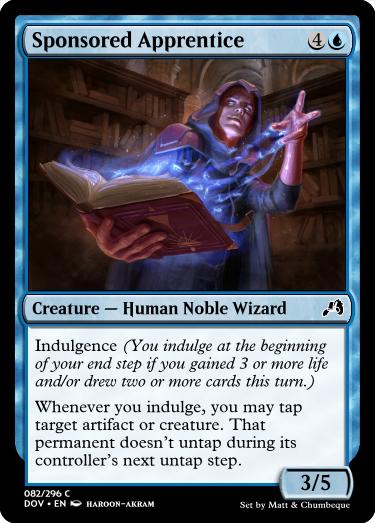 Sponsored Apprentice 4
Creature — Human Noble Wizard
Indulgence (You indulge at the beginning
of your end step if you gained 3 or more life
and/or drew two or more cards this turn.)
Whenever you indulge, you may tap
target artifact or creature. That
permanent doesn't untap during its
controller's next untap step.
3/5
082/296 C
DOV • EN HAROON-AKRAM
Set by Matt & Chumbeque